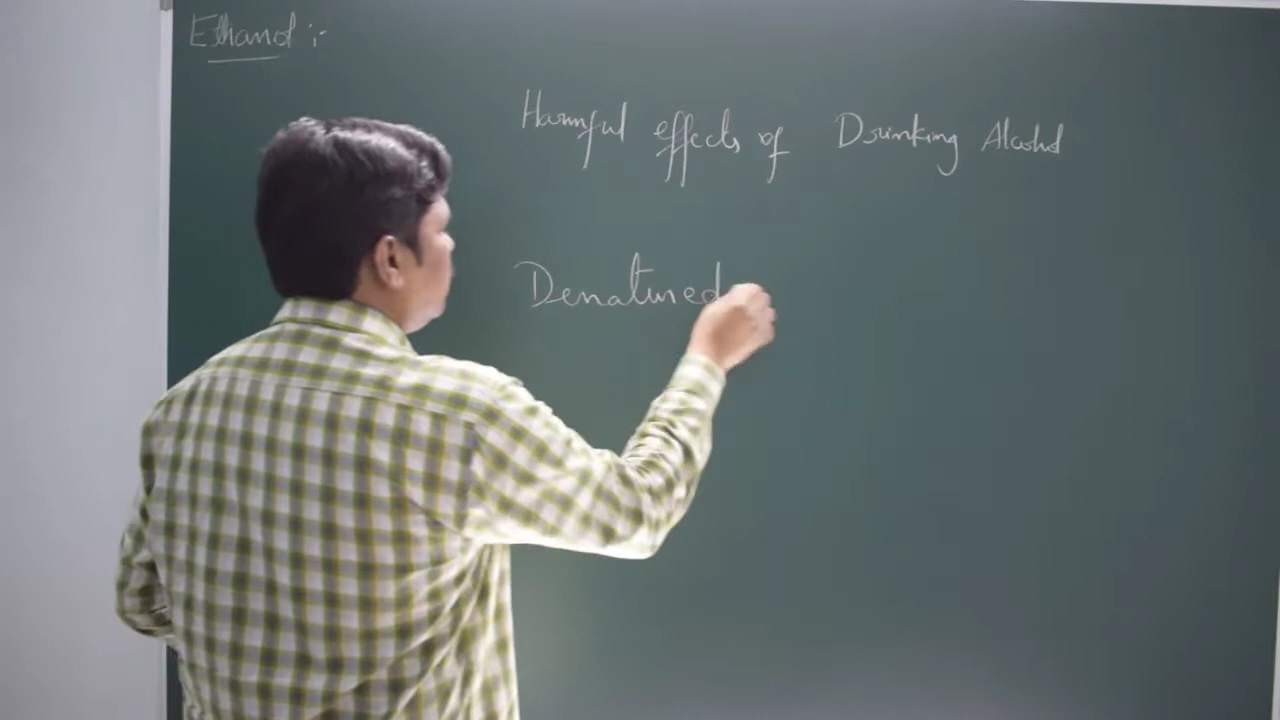 Ethanol :-
Harmful effects of Drinking Alcohol
Denatured